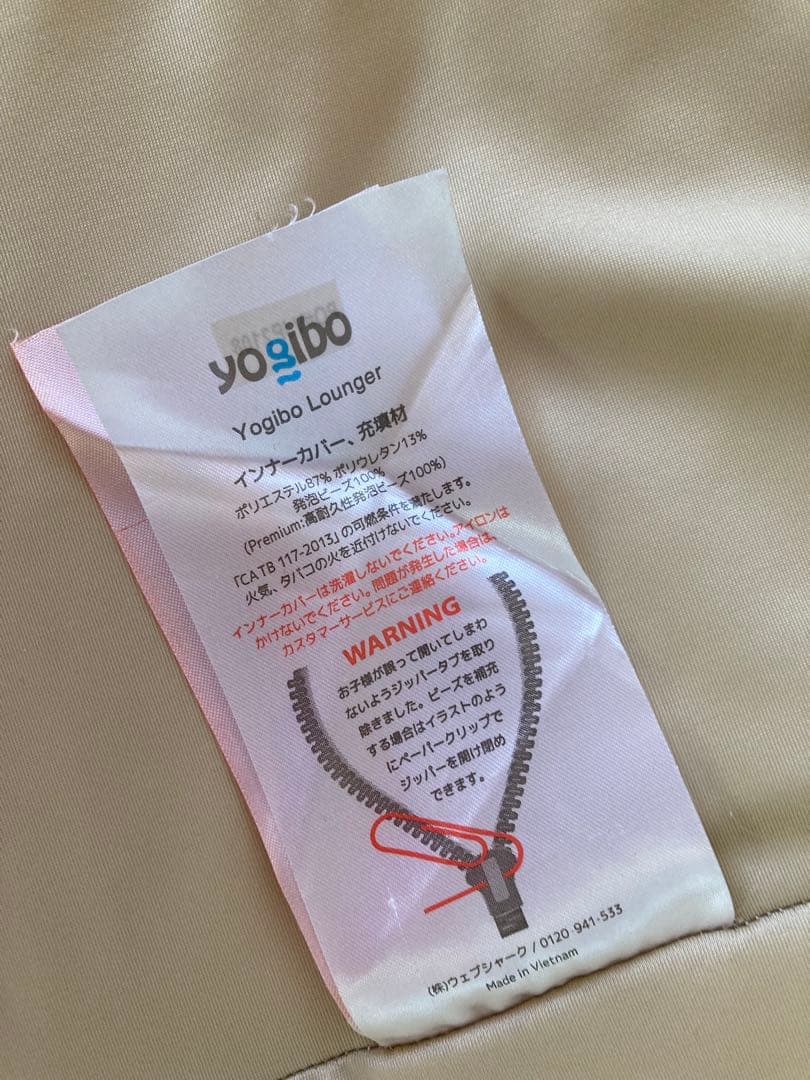 yogibo
Yogibo Lounger
インナーカバー、充填材
ポリエステル87% ポリウレタン13%
発泡ビーズ100%
(Premium:高耐久性発泡ビーズ100%)
「CA TB 117-2013」の可燃条件を満たします。
火気、タバコの火を近付けないでください。
インナーカバーは洗濯しないでください。アイロンは
かけないでください。問題が発生した場合は、
カスタマーサービスにご連絡ください。
WARNING
お子様が誤って開いてしまわ
ないようジッパータブを取り
除きました。ビーズを補充
する場合はイラストのよう
にペーパークリップで
ジッパーを開け閉め
できます。
(株)ウェブシャーク / 0120-941-533
Made in Vietnam